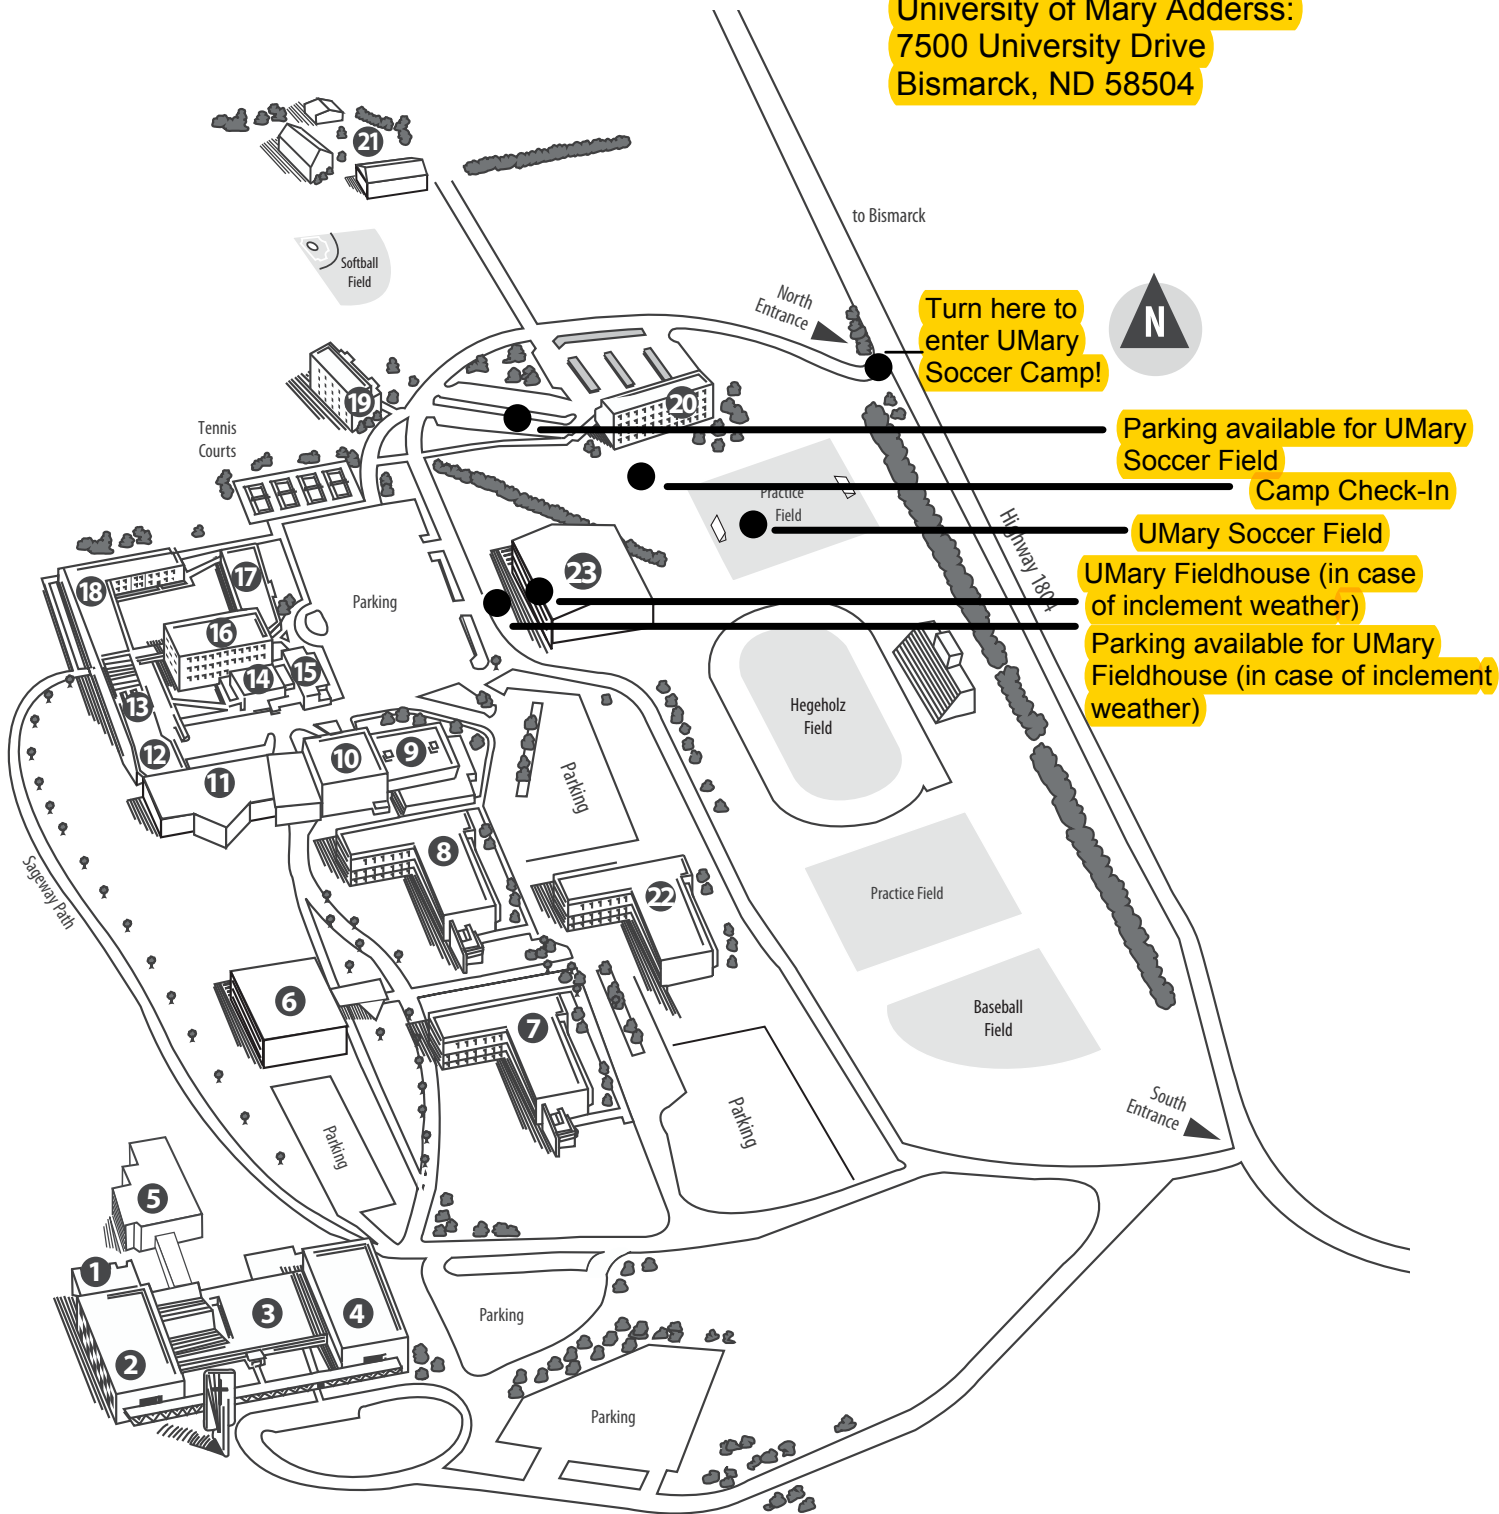 University of Mary Adderss:
7500 University Drive
Bismarck, ND 58504
21
to Bismarck
Softball
Field
North
Entrance
Turn here to
enter UMary
Soccer Camp!
N
19
20
Tennis
Courts
Parking available for UMary
Soccer Field
Camp Check-In
Practice
Field
UMary Soccer Field
Highway 1804
23
UMary Fieldhouse (in case
of inclement weather)
Parking available for UMary
Fieldhouse (in case of inclement
weather)
18
17
Parking
16
15
14
13
12
11
10
9
Hegeholz
Field
Parking
8
22
Practice Field
Sageway Path
6
7
Baseball
Field
Parking
Parking
South
Entrance
5
1
2
3
4
Parking
Parking